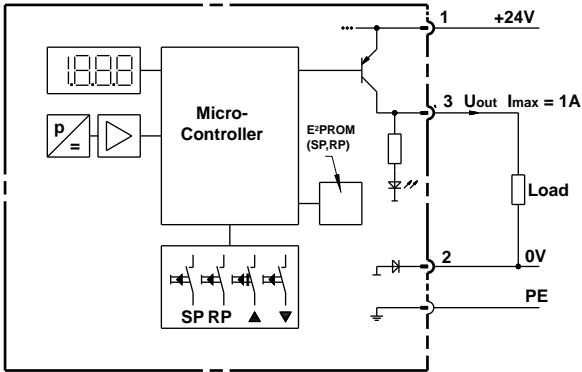 1 +24V
1.8.8.8
Micro-
Controller
p
=
E²PROM
(SP,RP)
3 Uout Imax = 1A
Load
2 0V
SP RP ▲ ▼
PE